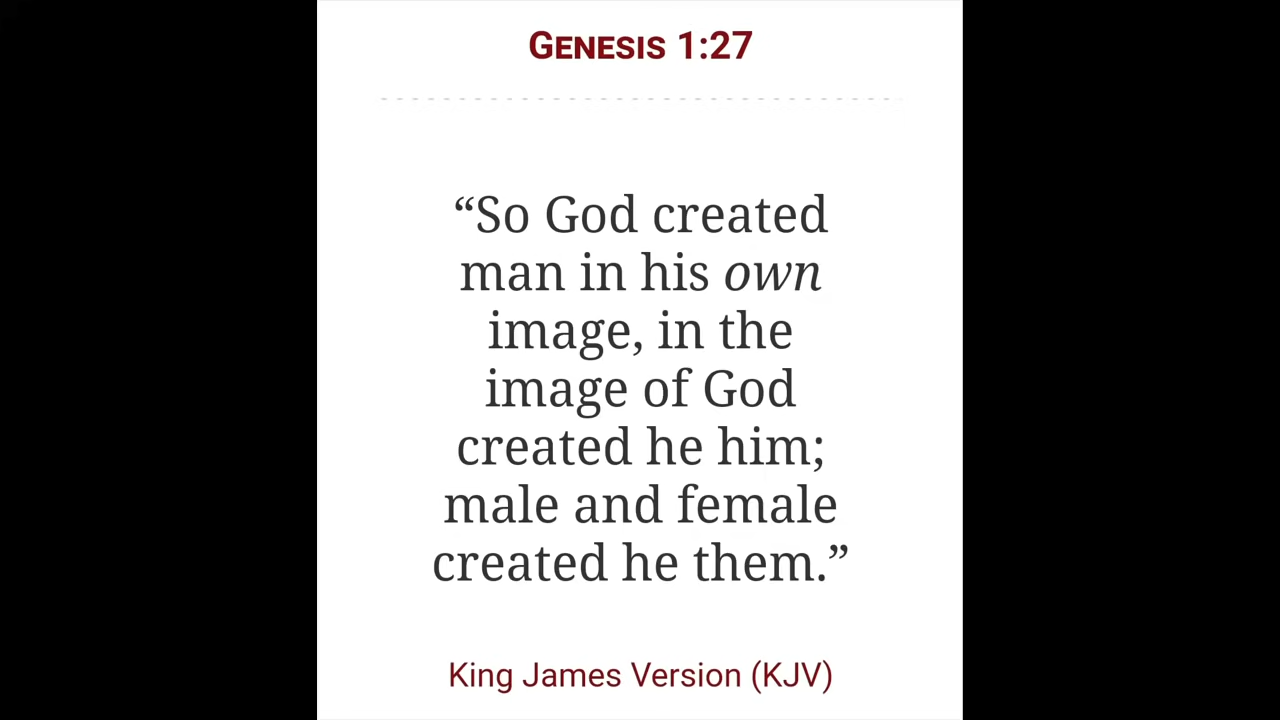 GENESIS 1:27
“So God created
man in his own
image, in the
image of God
created he him;
male and female
created he them.”
King James Version (KJV)